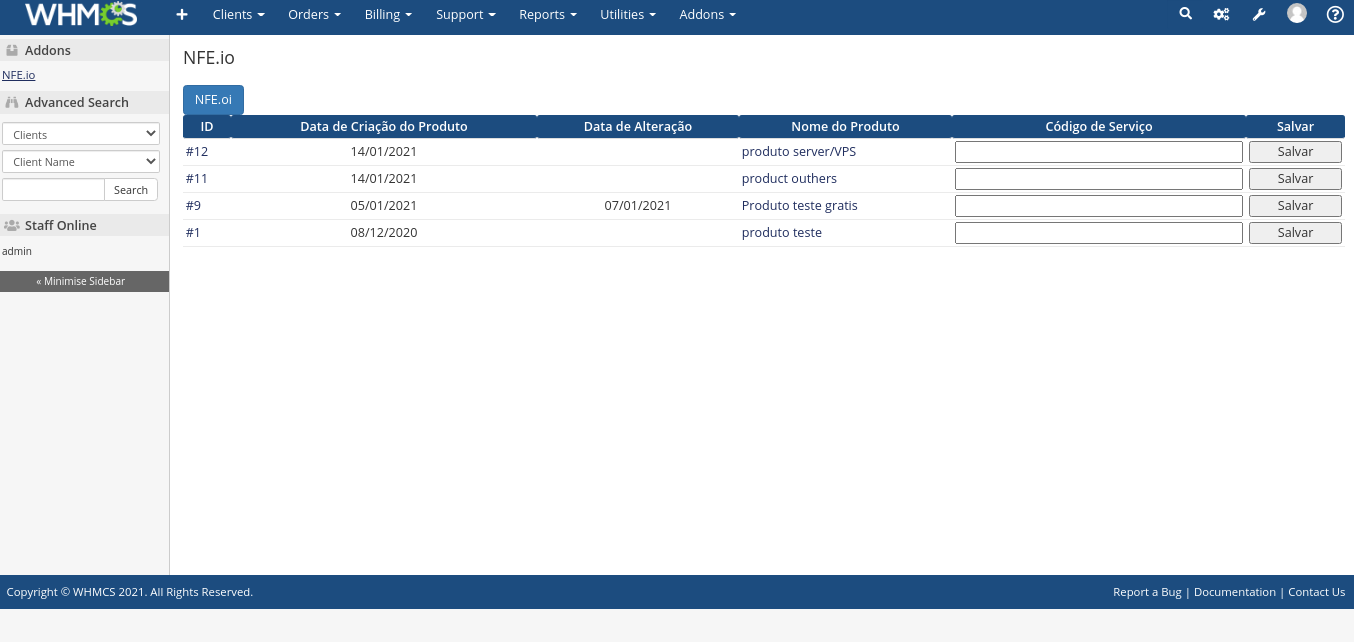 WHMCS + Clients Orders Billing Support Reports Utilities Addons
Addons
NFE.io
Advanced Search
Clients
Client Name
Search
Staff Online
admin
« Minimise Sidebar
NFE.io
NFE.oi
ID Data de Criação do Produto Data de Alteração Nome do Produto Código de Serviço Salvar
#12 14/01/2021 produto server/VPS Salvar
#11 14/01/2021 product outhers Salvar
#9 05/01/2021 07/01/2021 Produto teste gratis Salvar
#1 08/12/2020 produto teste Salvar
Copyright © WHMCS 2021. All Rights Reserved. Report a Bug | Documentation | Contact Us